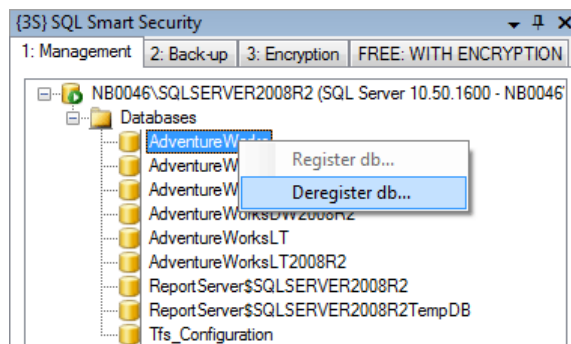 {3S} SQL Smart Security
1: Management 2: Back-up 3: Encryption FREE: WITH ENCRYPTION
NB0046\SQLSERVER2008R2 (SQL Server 10.50.1600 - NB0046
Databases
AdventureWorks
AdventureW
Register db...
AdventureW
Deregister db...
AdventureWorksDW2008R2
AdventureWorksLT
AdventureWorksLT2008R2
ReportServer$SQLSERVER2008R2
ReportServer$SQLSERVER2008R2TempDB
Tfs_Configuration